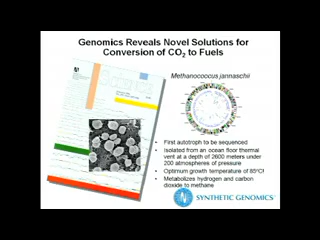 Genomics Reveals Novel Solutions for
Conversion of CO2 to Fuels
Methanococcus jannaschii
• First autotroph to be sequenced
• Isolated from an ocean floor thermal
vent at a depth of 2600 meters under
200 atmospheres of pressure
• Optimum growth temperature of 85°C!
• Metabolizes hydrogen and carbon
dioxide to methane
SYNTHETIC GENOMICS